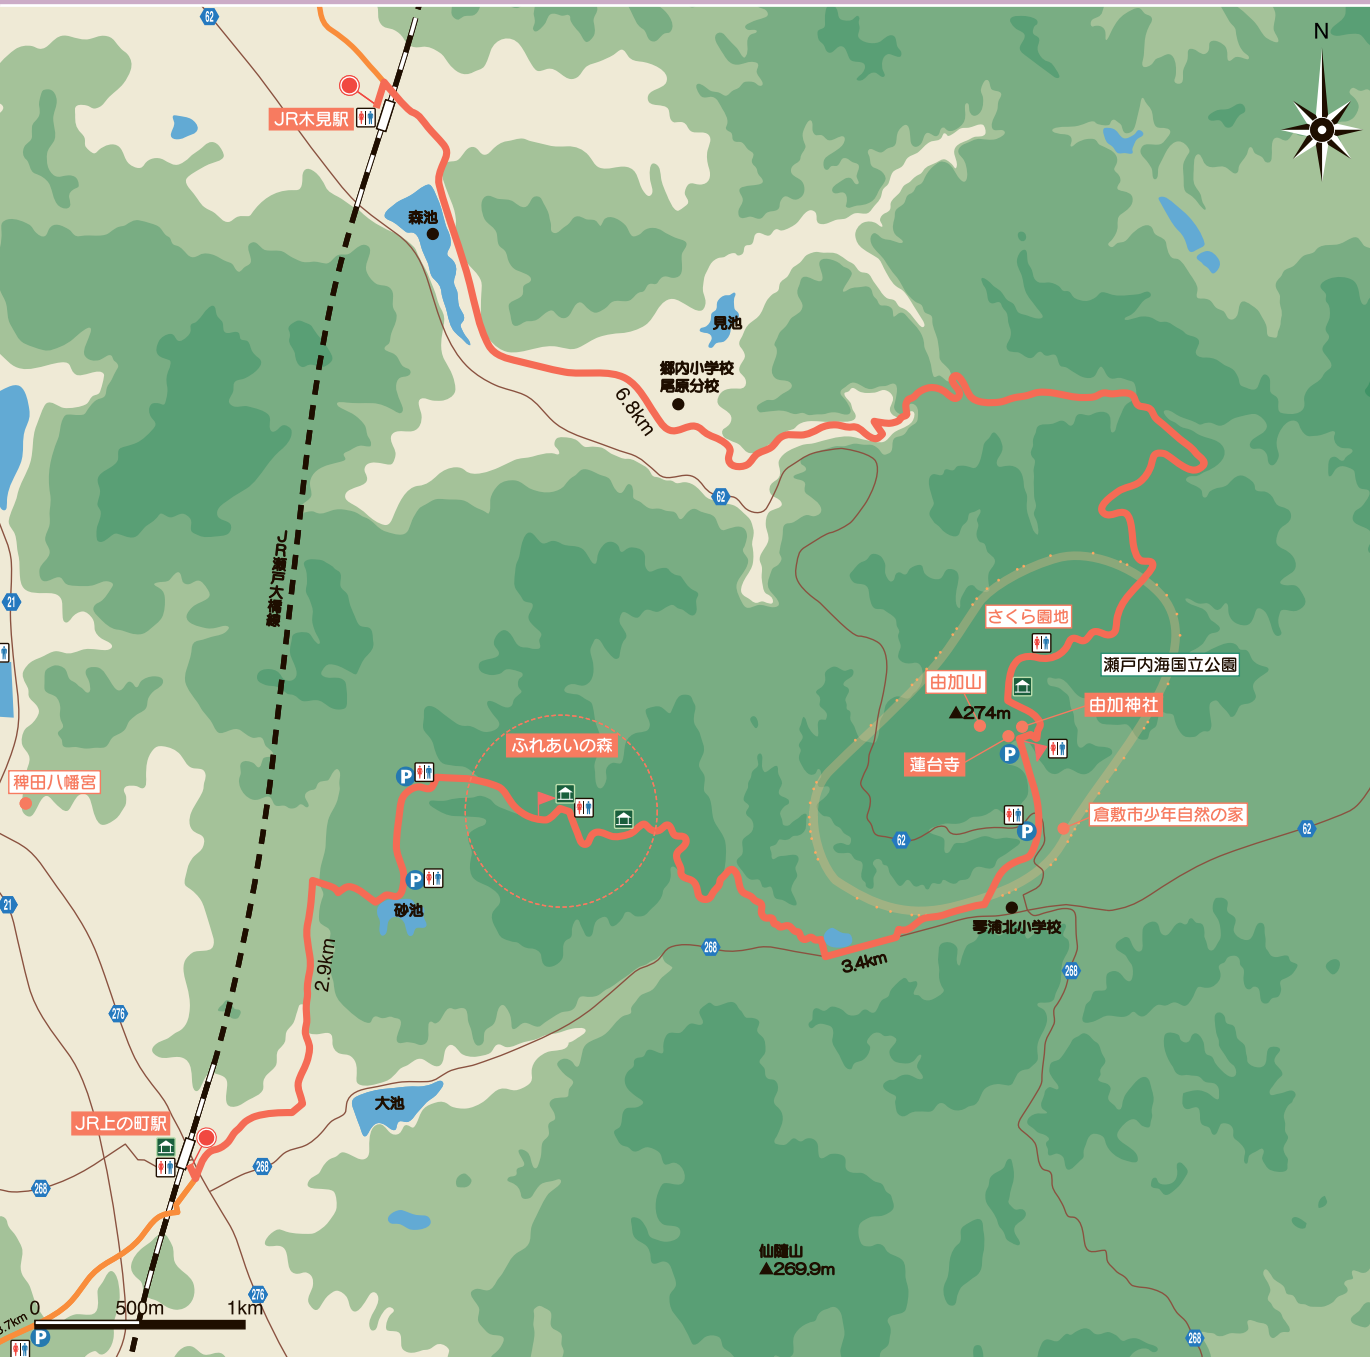 62
N
JR木見駅
森池
見池
郷内小学校
尾原分校
6.8km
62
JR瀬戸大橋線
21
さくら園地
瀬戸内海国立公園
由加山
▲274m
由加神社
蓮台寺
P
ふれあいの森
P
稗田八幡宮
倉敷市少年自然の家
P
62
62
P
砂池
21
琴浦北小学校
2.9km
268
3.4km
268
276
大池
JR上の町駅
268
268
仙随山
▲269.9m
276
0 500m 1km
3.7km
P
268